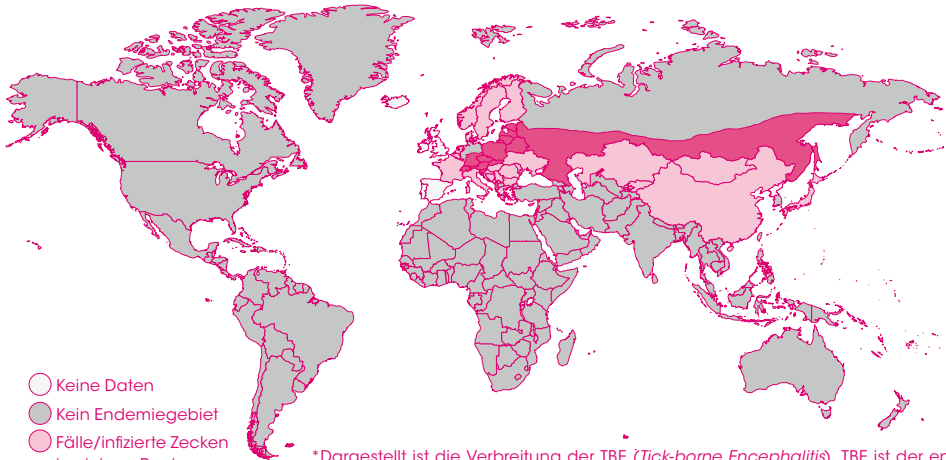 Keine Daten
Kein Endemiegebiet
Fälle/infizierte Zecken
*Dargestellt ist die Verbreitung der TBE (Tick-borne Encephalitis). TBE ist der